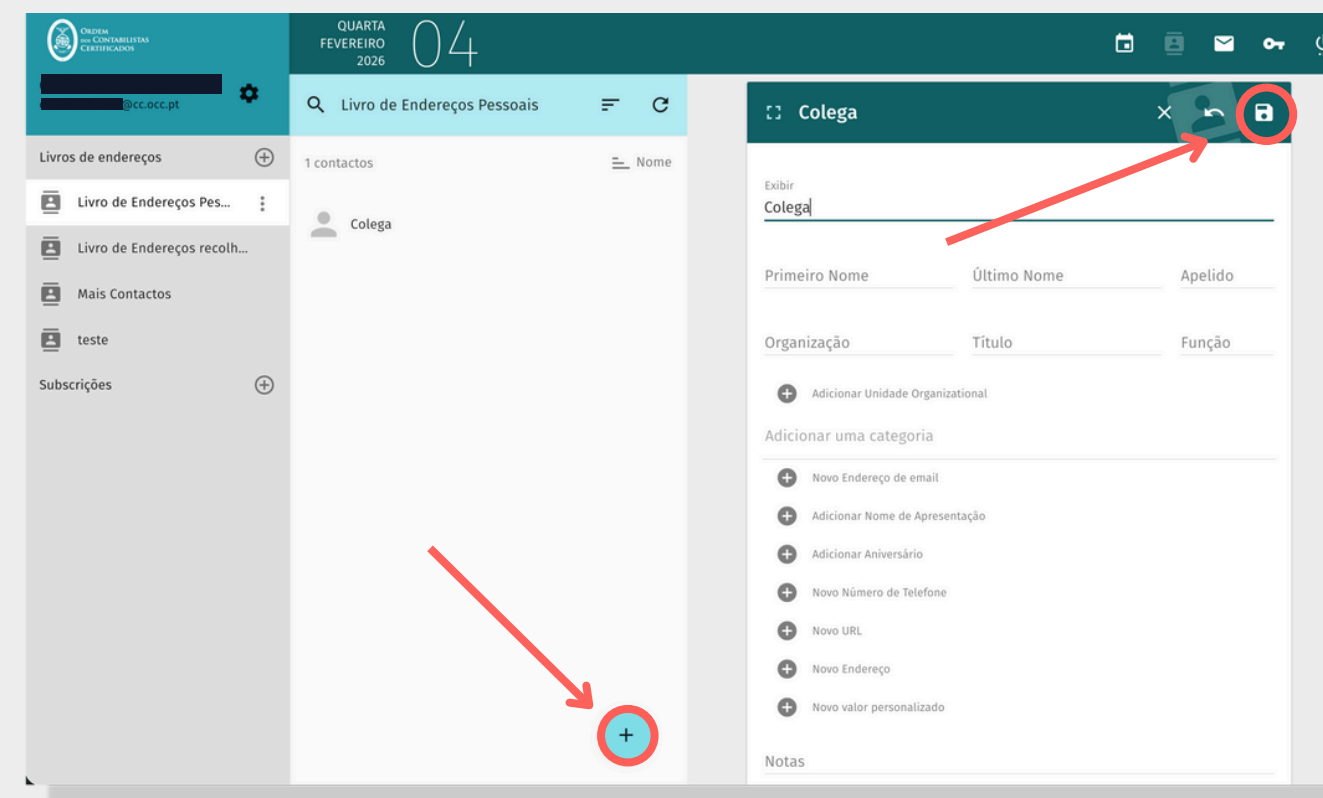 ORDEM
DOS CONTABILISTAS
CERTIFICADOS
@cc.occ.pt
QUARTA
FEVEREIRO
2026
04
Livros de endereços
Livro de Endereços Pes...
Livro de Endereços recolh...
Mais Contactos
teste
Subscrições
Livro de Endereços Pessoais
1 contactos
Nome
Colega
Colega
Exibir
Colega
Primeiro Nome Último Nome Apelido
Organização Título Função
Adicionar Unidade Organizational
Adicionar uma categoria
Novo Endereço de email
Adicionar Nome de Apresentação
Adicionar Aniversário
Novo Número de Telefone
Novo URL
Novo Endereço
Novo valor personalizado
Notas